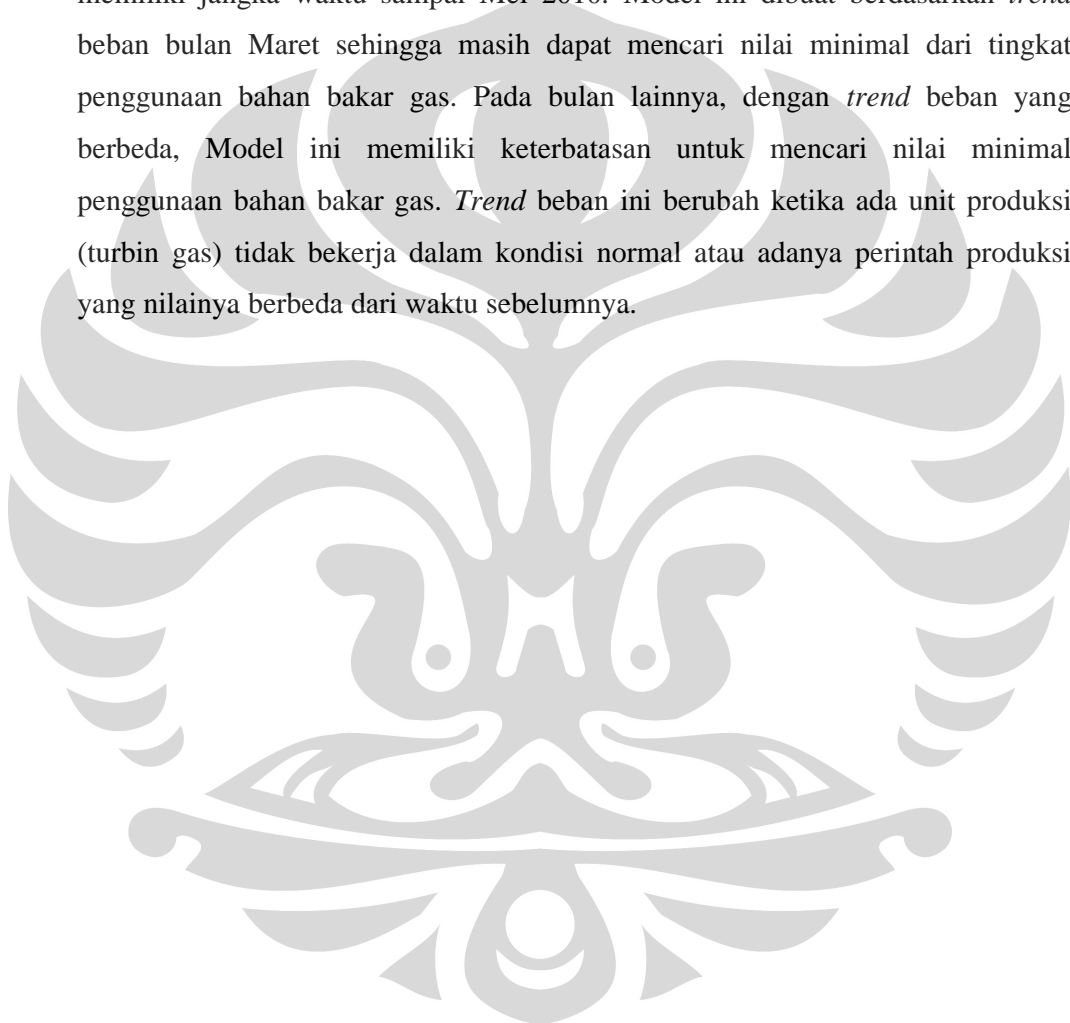 memiliki jangka waktu sampai Mei 2010. Model ini dibuat berdasarkan trend
beban bulan Maret sehingga masih dapat mencari nilai minimal dari tingkat
penggunaan bahan bakar gas. Pada bulan lainnya, dengan trend beban yang
berbeda, Model ini memiliki keterbatasan untuk mencari nilai minimal
penggunaan bahan bakar gas. Trend beban ini berubah ketika ada unit produksi
(turbin gas) tidak bekerja dalam kondisi normal atau adanya perintah produksi
yang nilainya berbeda dari waktu sebelumnya.